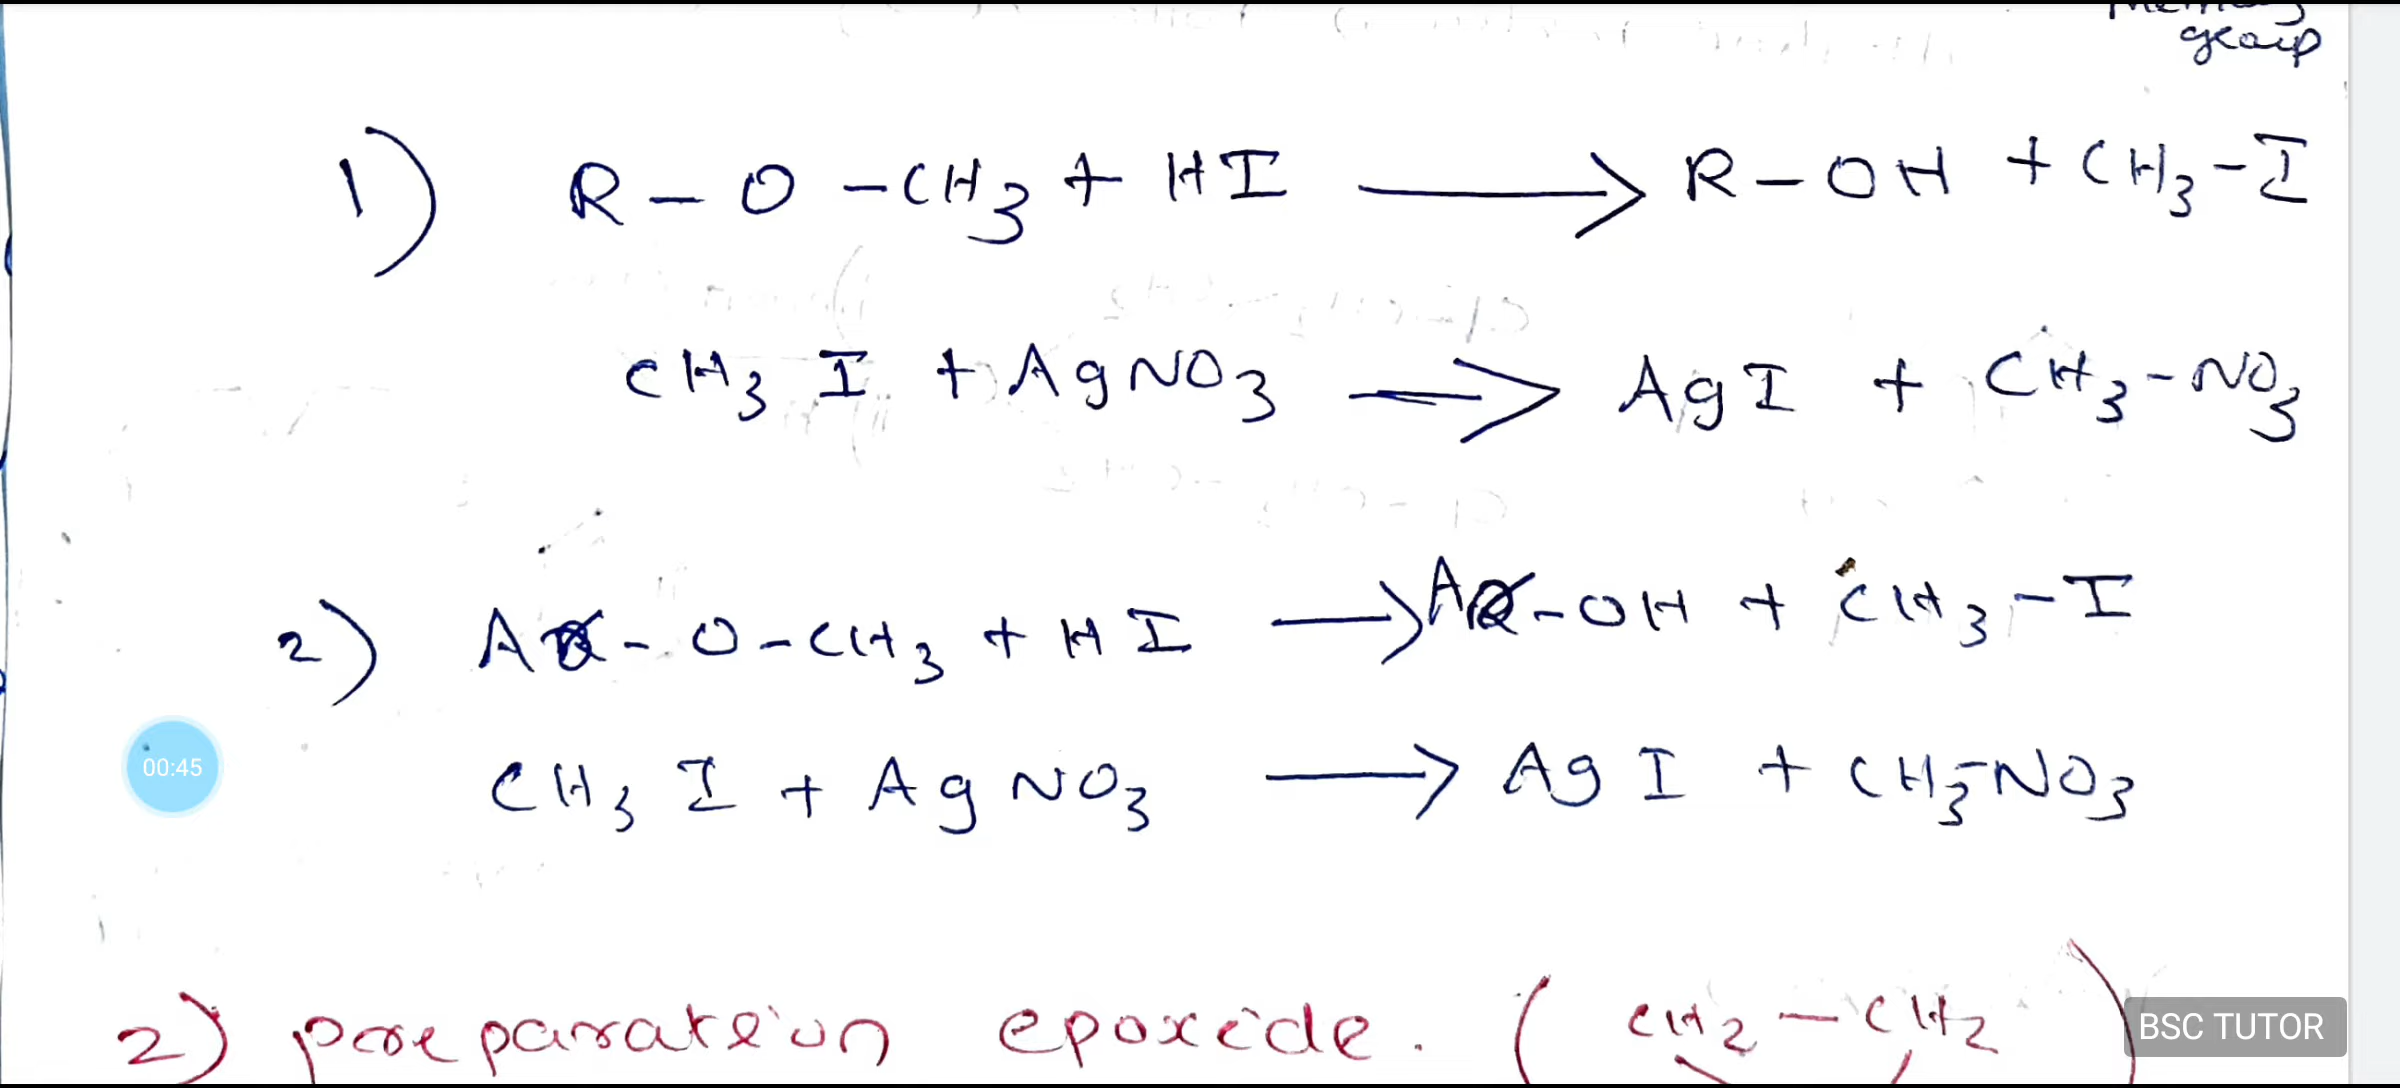 group
1) R-O-CH3 + HI ⟶ R-OH + CH3-I
CH3 I + AgNO3 ⟶ AgI + CH3-NO3
2) Ar-O-CH3 + HI ⟶ Ar-OH + CH3-I
00:45
CH3 I + AgNO3 ⟶ AgI + CH3-NO3
2) preparation epoxide. ( CH2-CH2 )
BSC TUTOR